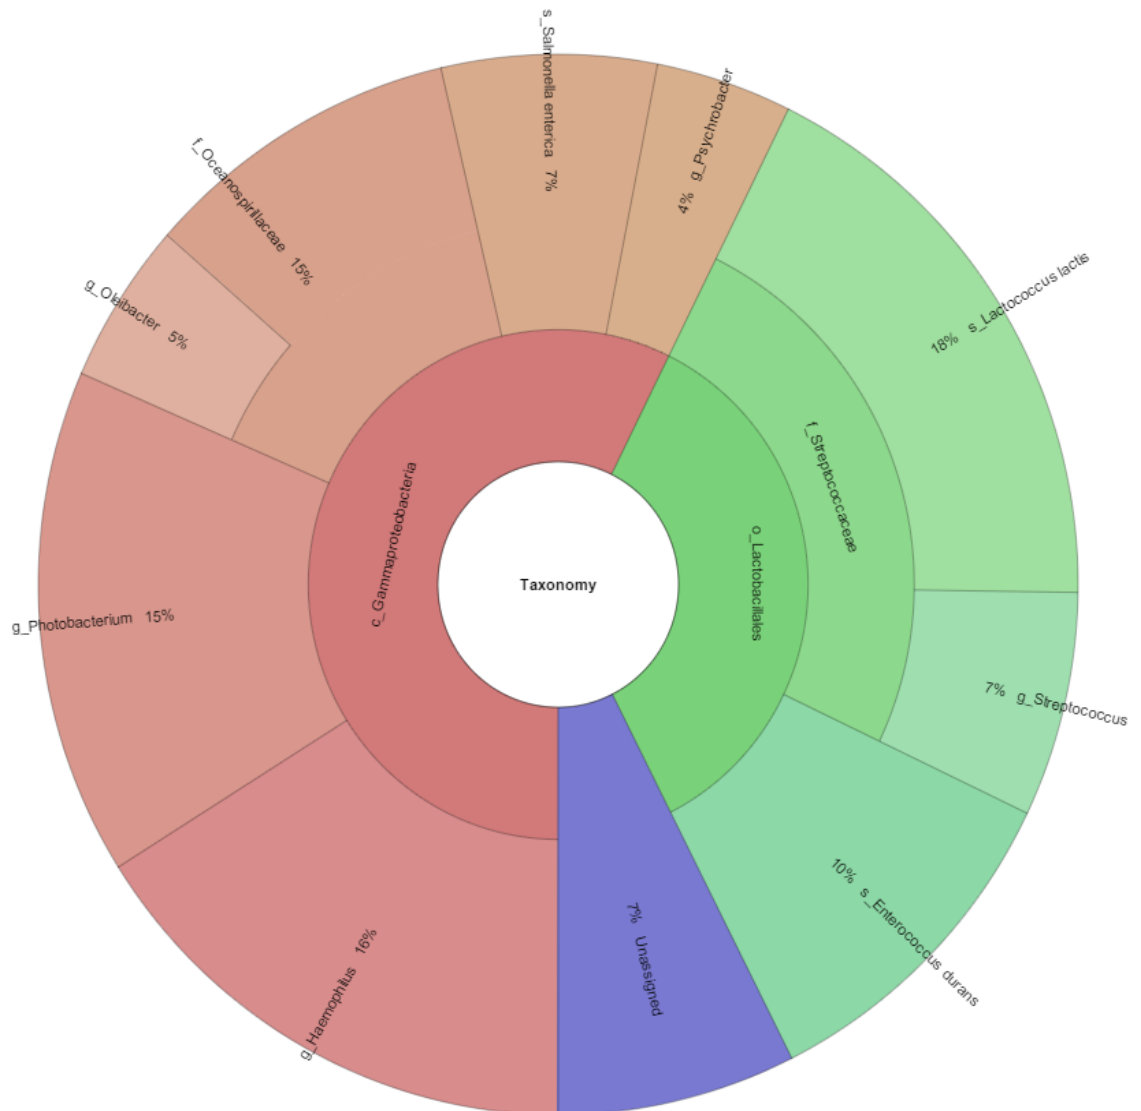 s_Salmonella enterica 7%
4% g_Psychrobacter
f_Oceanospirillaceae 15%
g_Oleibacter 5%
18% s_Lactococcus lactis
f_Streptococcaceae
c_Gammaproteobacteria
o_Lactobacillales
Taxonomy
g_Photobacterium 15%
7% g_Streptococcus
10% s_Enterococcus durans
7% Unassigned
g_Haemophilus 16%